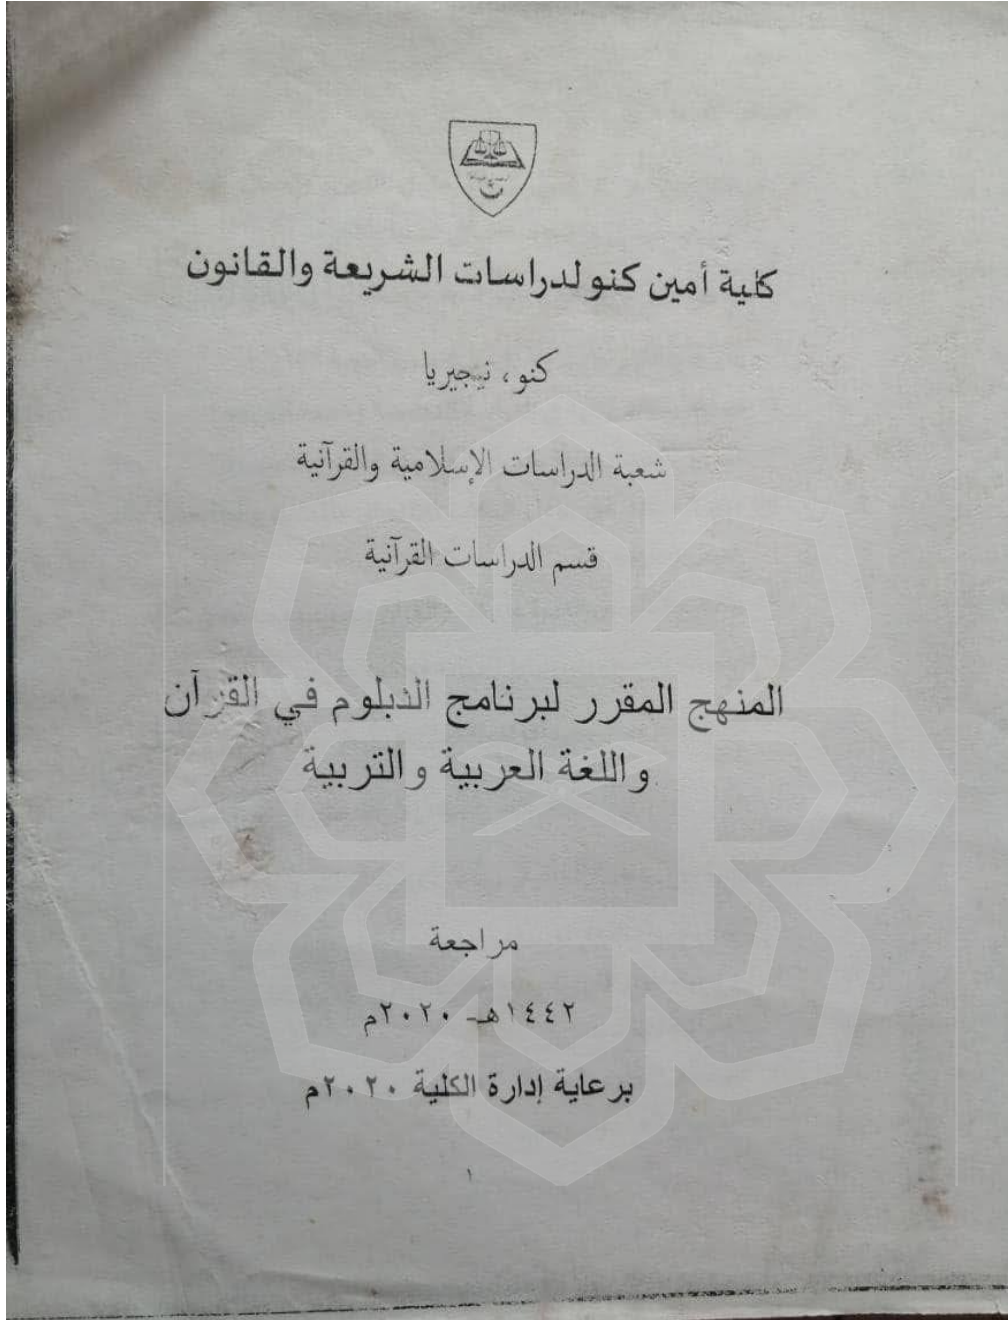 كلية أمين كنو لدراسات الشريعة والقانون
كنو، نيجيريا
شعبة الدراسات الإسلامية والقرآنية
قسم الدراسات القرآنية
المنهج المقرر لبرنامج الدبلوم في القرآن
واللغة العربية والتربية
مراجعة
١٤٤٢هـ- ٢٠٢٠م
برعاية إدارة الكلية ٢٠٢٠م
١